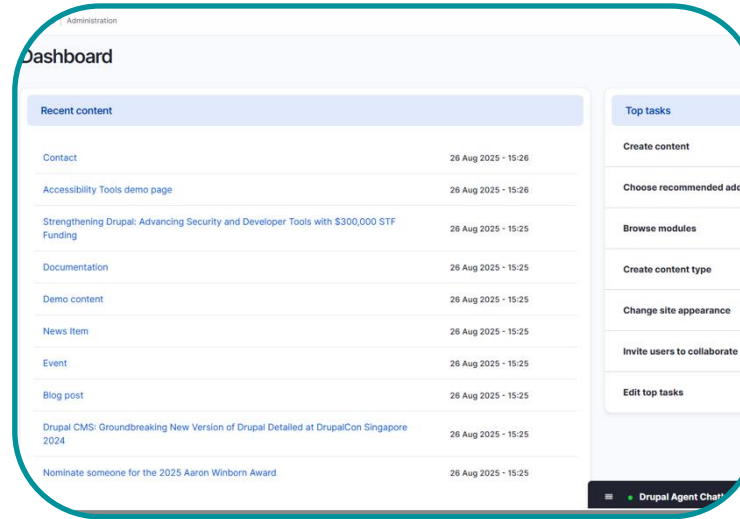 Administration
Dashboard
Recent content
Contact 26 Aug 2025 - 15:26
Accessibility Tools demo page 26 Aug 2025 - 15:26
Strengthening Drupal: Advancing Security and Developer Tools with $300,000 STF
Funding 26 Aug 2025 - 15:25
Documentation 26 Aug 2025 - 15:25
Demo content 26 Aug 2025 - 15:25
News Item 26 Aug 2025 - 15:25
Event 26 Aug 2025 - 15:25
Blog post 26 Aug 2025 - 15:25
Drupal CMS: Groundbreaking New Version of Drupal Detailed at DrupalCon Singapore
2024 26 Aug 2025 - 15:25
Nominate someone for the 2025 Aaron Winborn Award 26 Aug 2025 - 15:25
Top tasks
Create content
Choose recommended
Browse modules
Create content type
Change site appearance
Invite users to collaborate
Edit top tasks
Drupal Agent